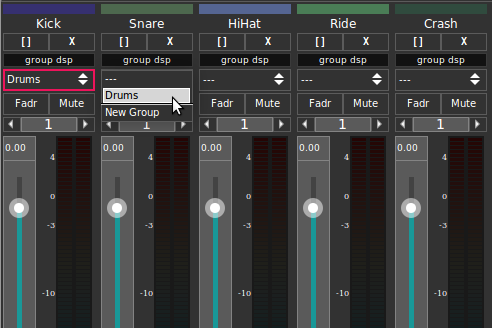 Kick Snare HiHat Ride Crash
[] X [] X [] X [] X [] X
group dsp group dsp group dsp group dsp group dsp
Drums --- --- --- ---
Drums
Fadr Mute New Group Fadr Mute Fadr Mute Fadr Mute
1 1 1 1 1
0.00 0.00 0.00 0.00 0.00
4 4 4 4 4
0 0 0 0 0
-3 -3 -3 -3 -3
-10 -10 -10 -10 -10